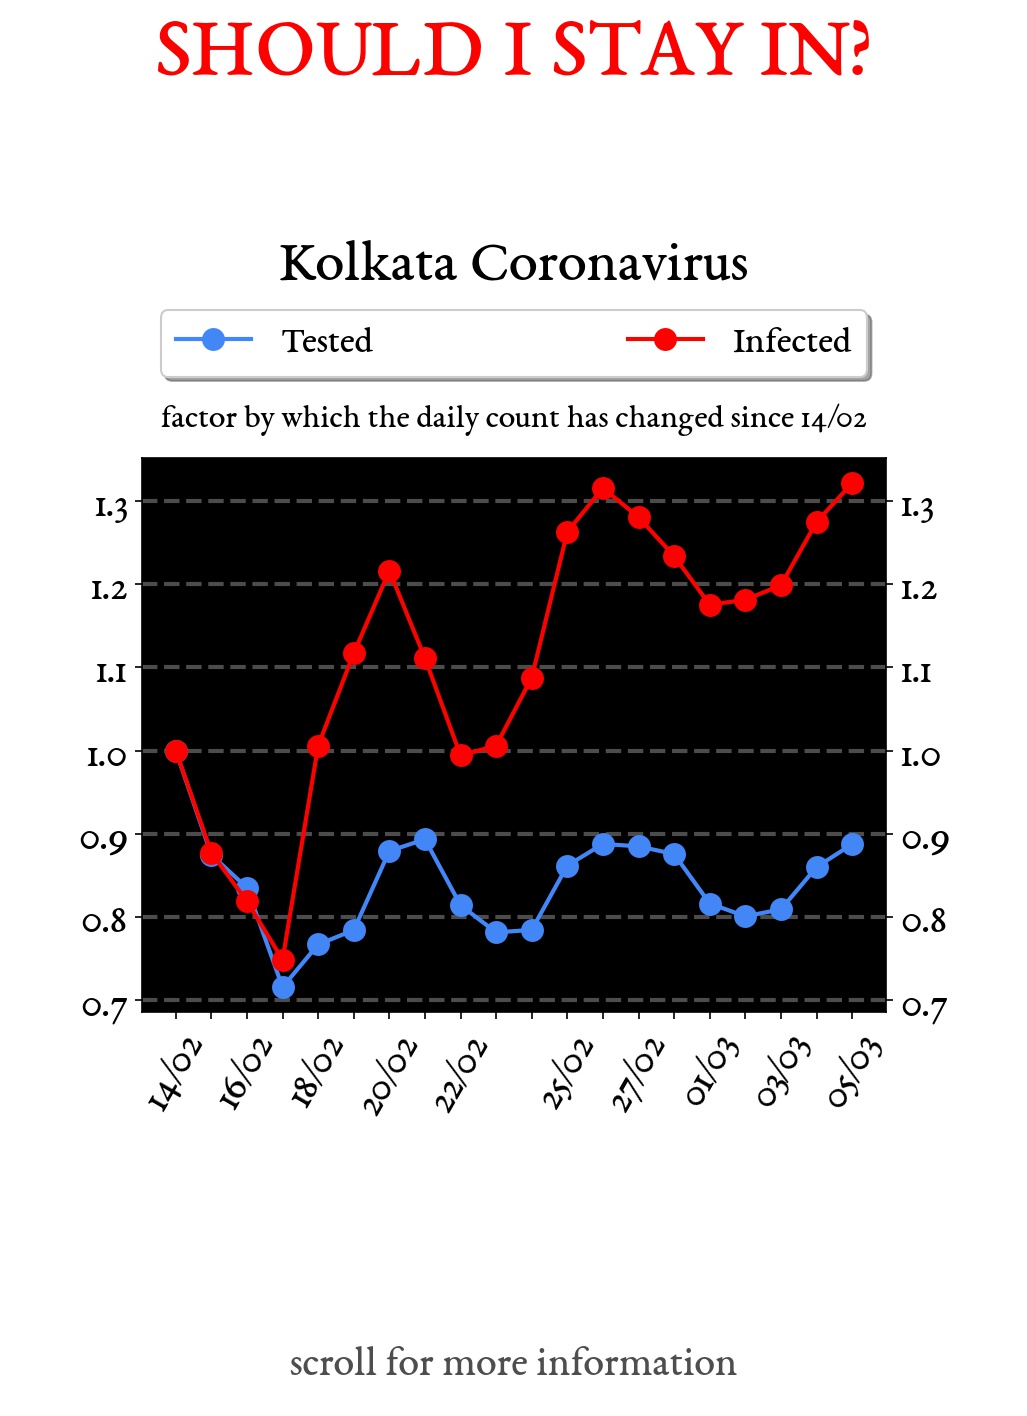 SHOULD I STAY IN?
Kolkata Coronavirus
Tested Infected
factor by which the daily count has changed since 14/02
1.3 1.3
1.2 1.2
1.1 1.1
1.0 1.0
0.9 0.9
0.8 0.8
0.7 0.7
14/02 16/02 18/02 20/02 22/02 25/02 27/02 01/03 03/03 05/03
scroll for more information